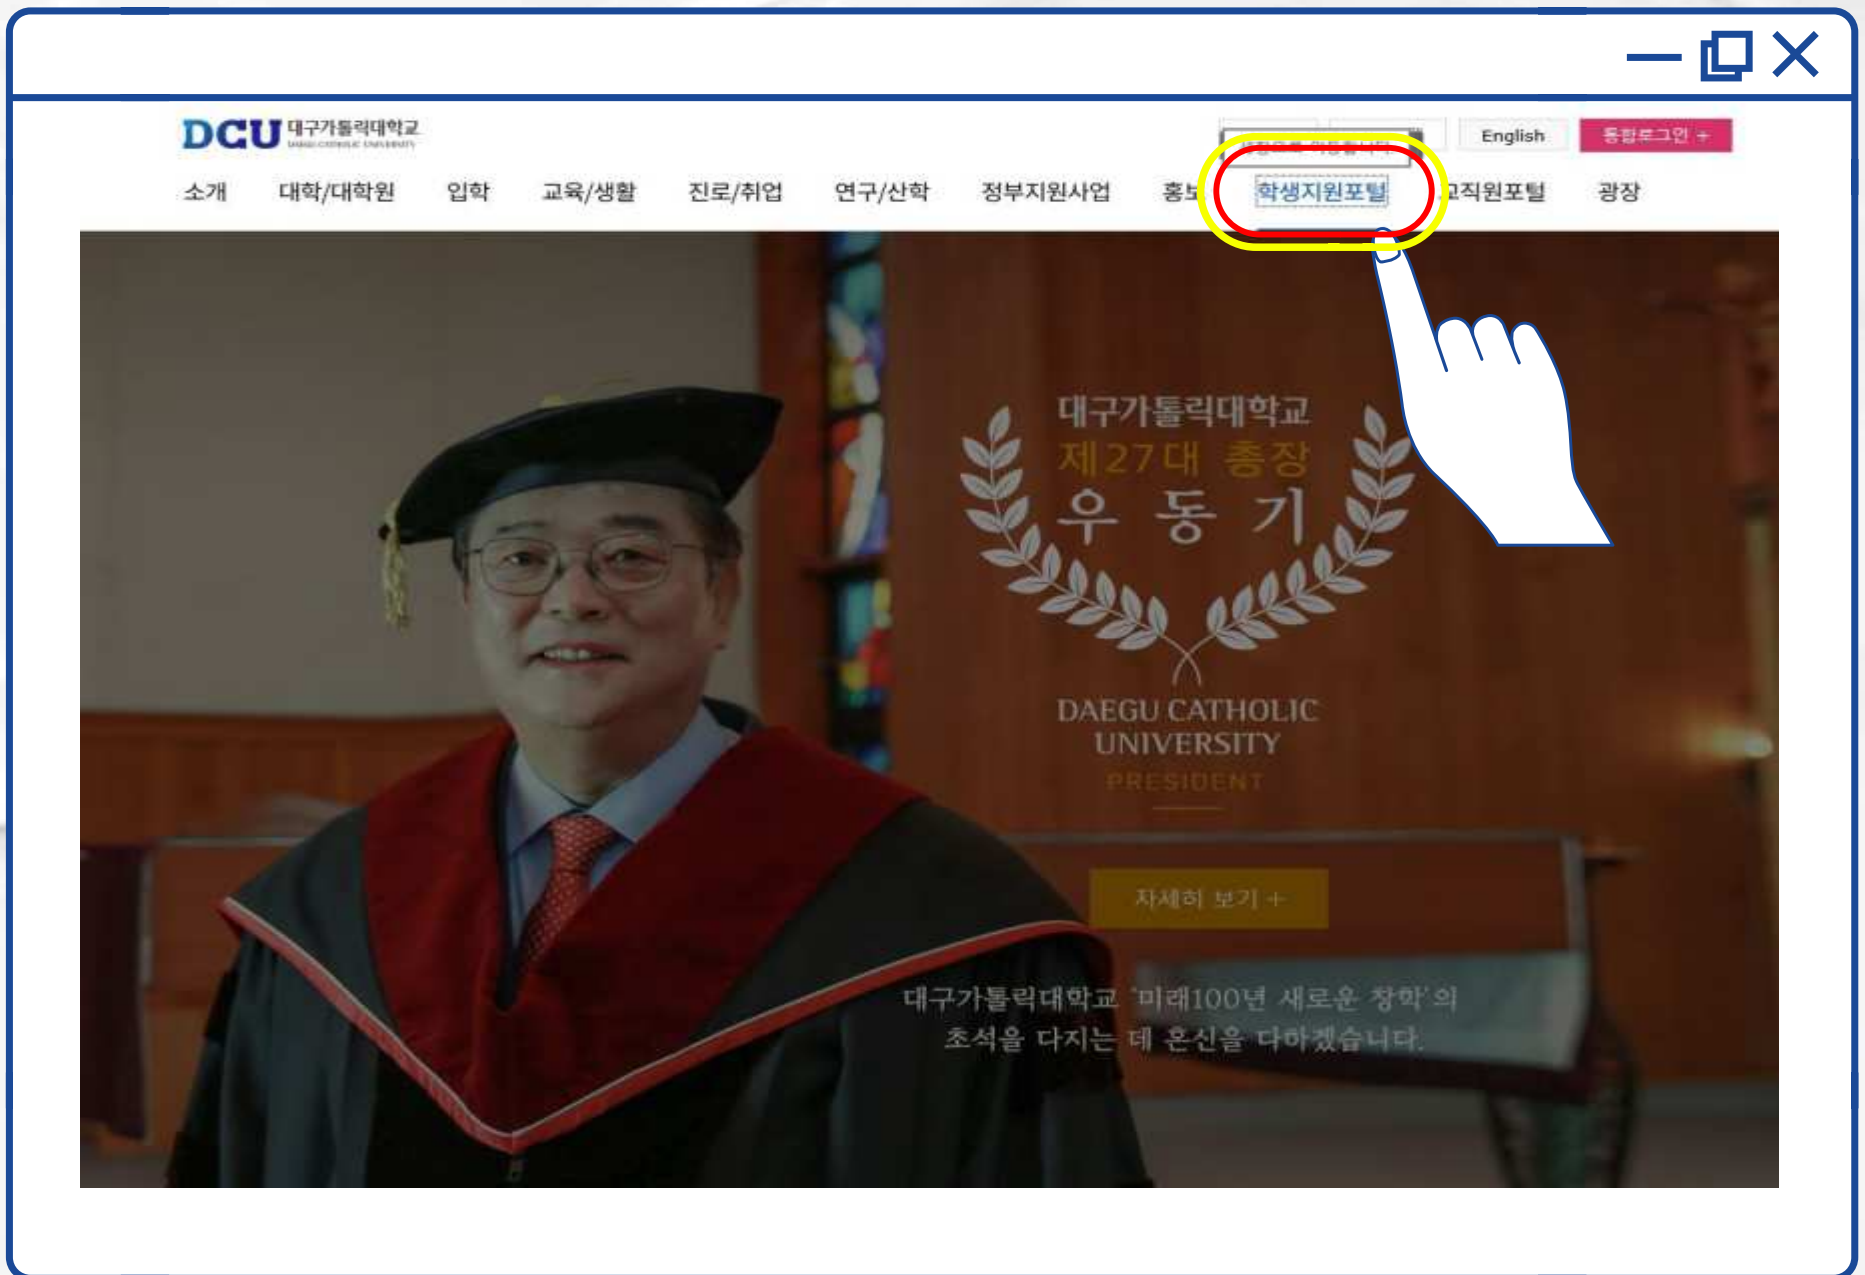 DCU 대구가톨릭대학교
DAEGU CATHOLIC UNIVERSITY
English
통합로그인 +
소개 대학/대학원 입학 교육/생활 진로/취업 연구/산학 정부지원사업 홍보 학생지원포털 교직원포털 광장
대구가톨릭대학교
제27대 총장
우동기
DAEGU CATHOLIC
UNIVERSITY
PRESIDENT
자세히 보기 +
대구가톨릭대학교 '미래100년 새로운 창학'의
초석을 다지는 데 혼신을 다하겠습니다.